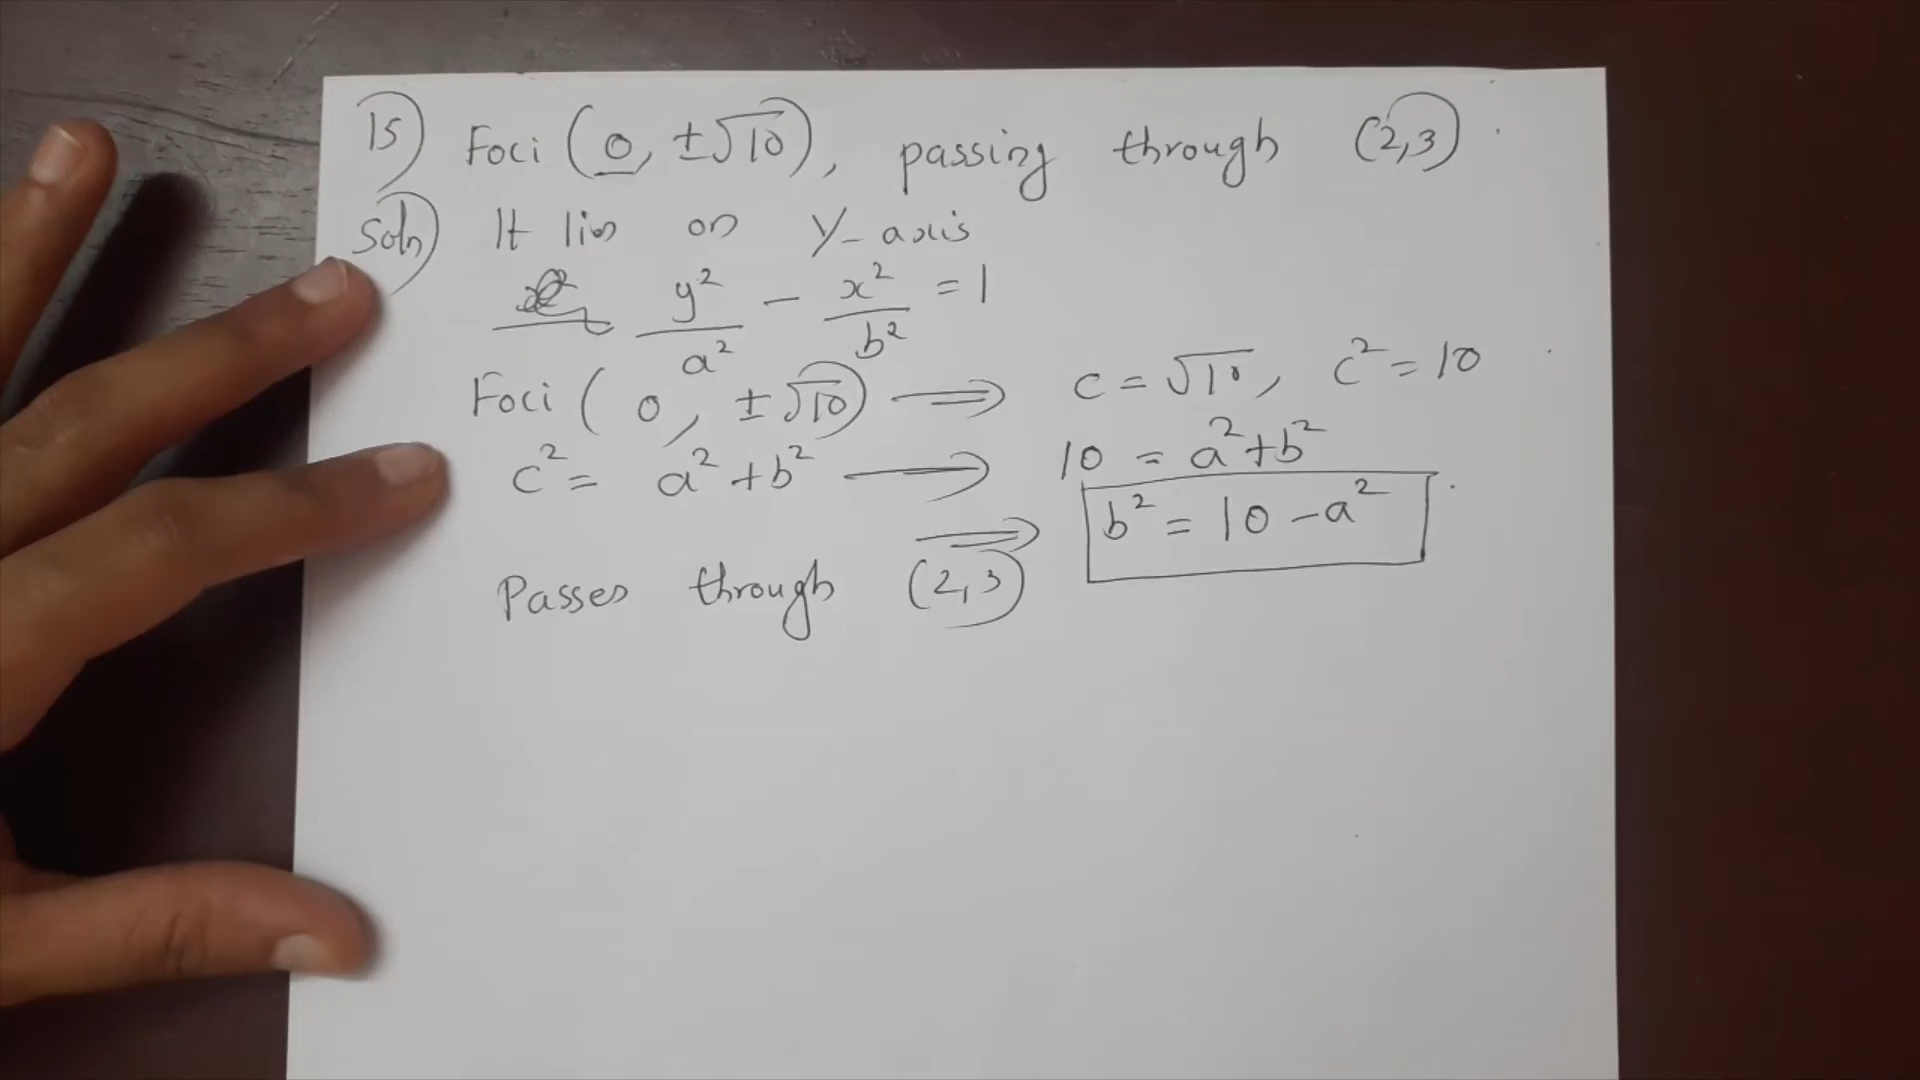 15) Foci (0, ±√10), passing through (2,3).
Soln) It lies on Y-axis
y²/a² - x²/b² = 1
Foci (0, ±√10) ⟹ c = √10, c² = 10
c² = a² + b² ⟶ 10 = a² + b²
⟹ b² = 10 - a²
Passes through (2,3)